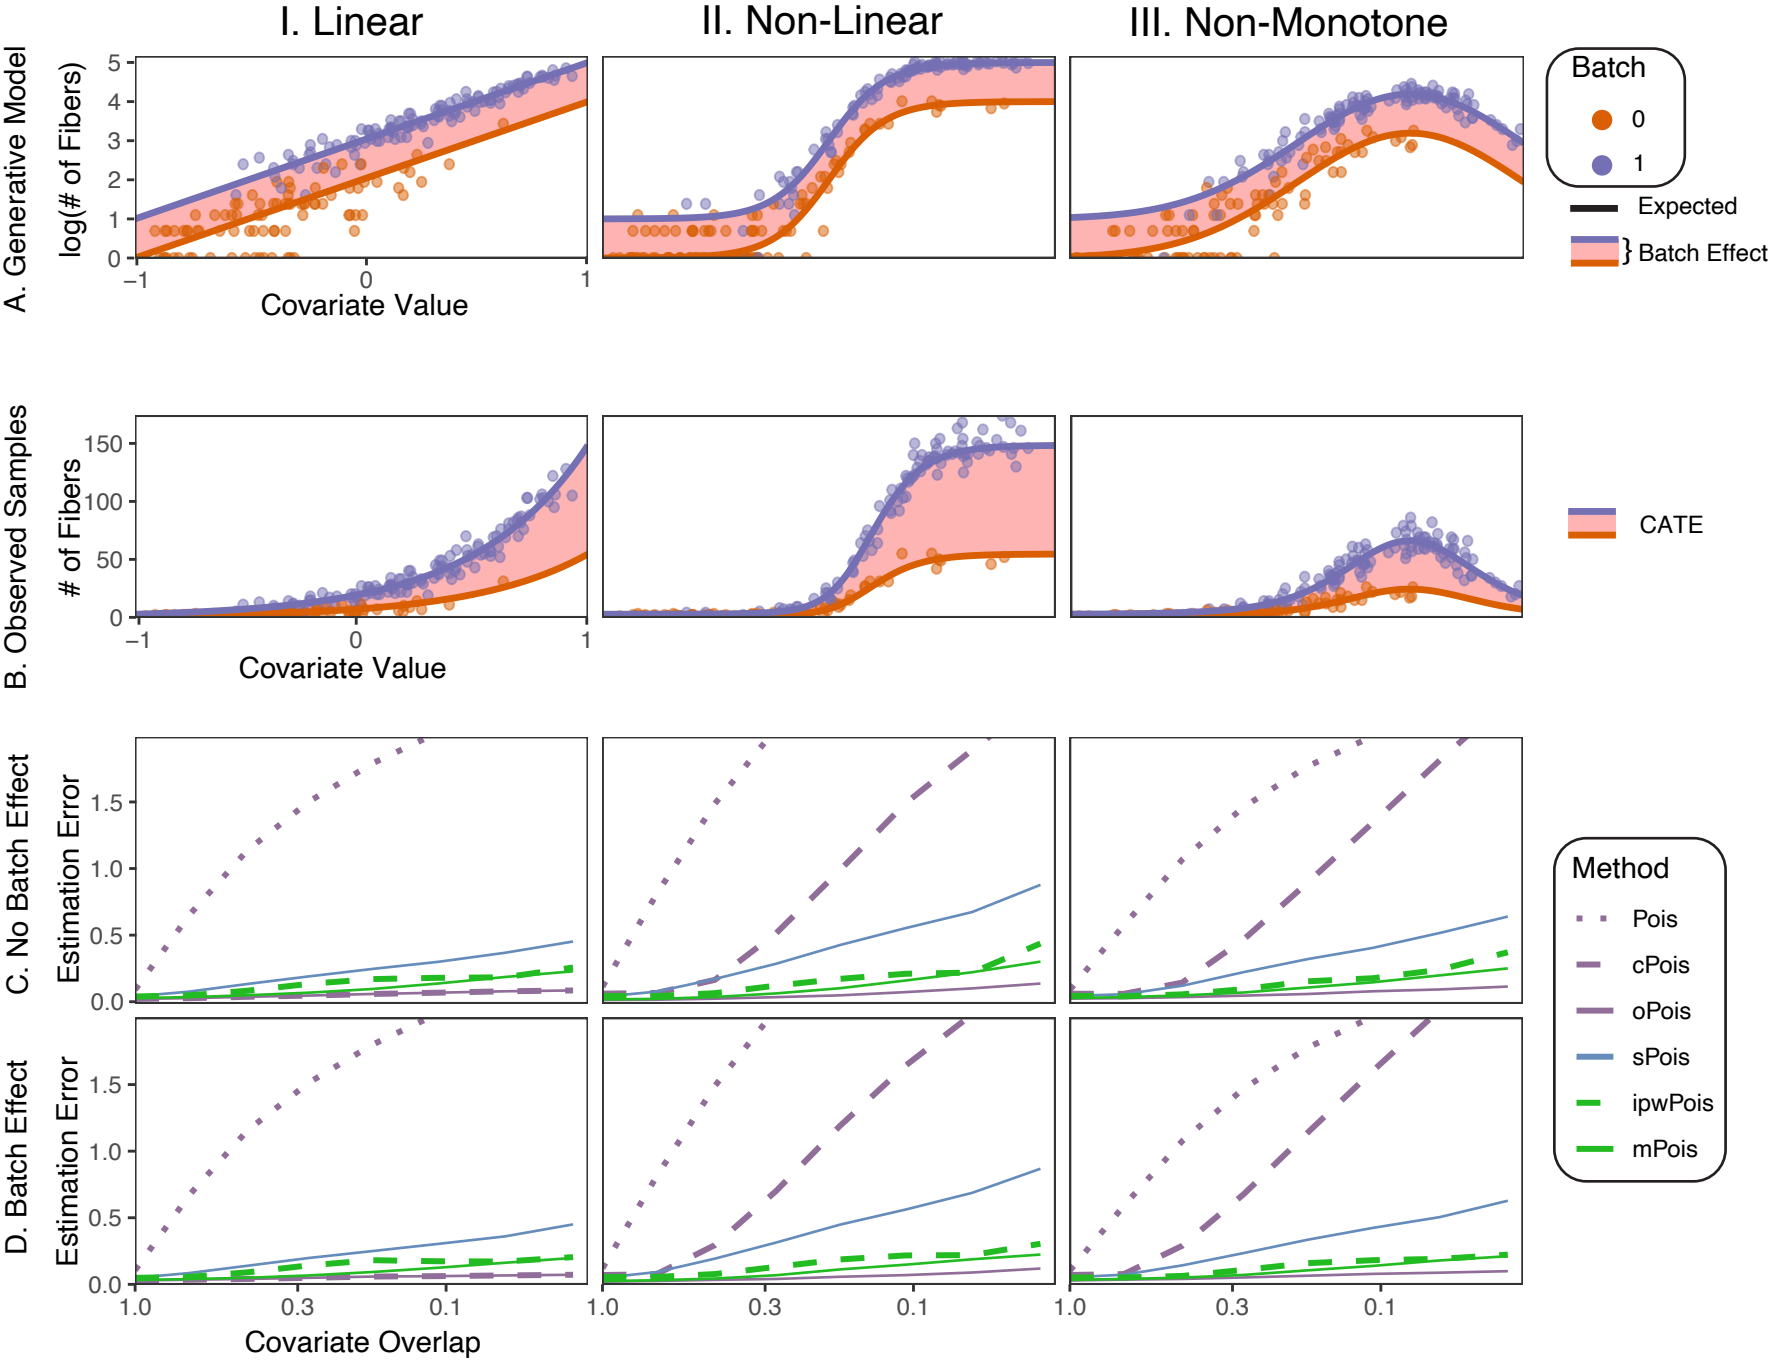 I. Linear
II. Non-Linear
III. Non-Monotone
A. Generative Model
log(# of Fibers)
5
4
3
2
1
0
−1
0
1
Covariate Value
Batch
0
1
Expected
} Batch Effect
B. Observed Samples
# of Fibers
150
100
50
0
−1
0
1
Covariate Value
CATE
C. No Batch Effect
Estimation Error
1.5
1.0
0.5
0.0
D. Batch Effect
Estimation Error
1.5
1.0
0.5
0.0
1.0
0.3
0.1
1.0
0.3
0.1
1.0
0.3
0.1
Covariate Overlap
Method
Pois
cPois
oPois
sPois
ipwPois
mPois